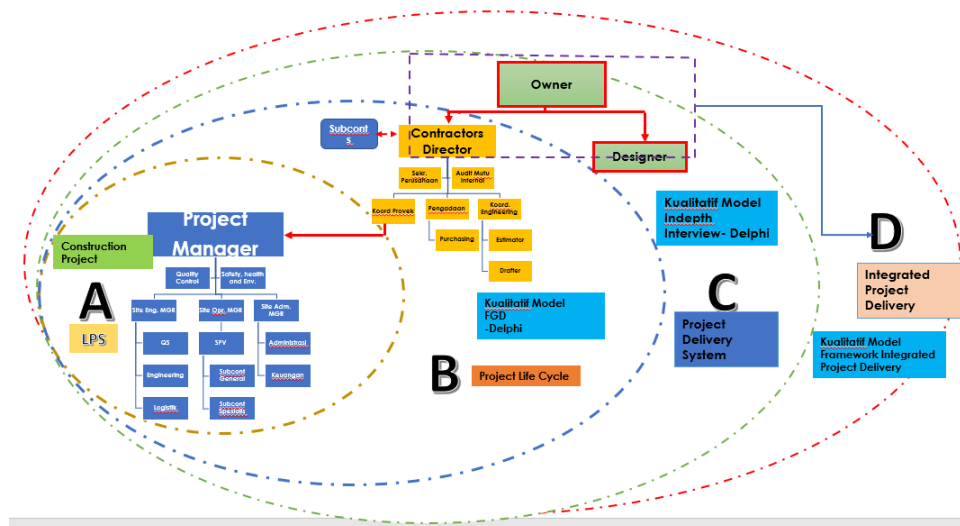 Owner
Subcont
S
Contractors
Director
Designer
Sekr.
Perusahaan
Audit Mutu
Internal
Koord Proyek
Pengadaan
Koord.
Engineering
Purchasing
Estimator
Drafter
Kualitatif Model
Indepth
Interview- Delphi
D
Integrated
Project
Delivery
Project
Manager
Construction
Project
Quality
Control
Safety, health
and Env.
A
LPS
Site Eng. MGR
Site Opr. MGR
Site Adm.
MGR
QS
SPV
Administrasi
Engineering
Subcont
General
Keuangan
Logistik
Subcont
Spesialis
Kualitatif Model
FGD
-Delphi
B
Project Life Cycle
C
Project
Delivery
System
Kualitatif Model
Framework Integrated
Project Delivery